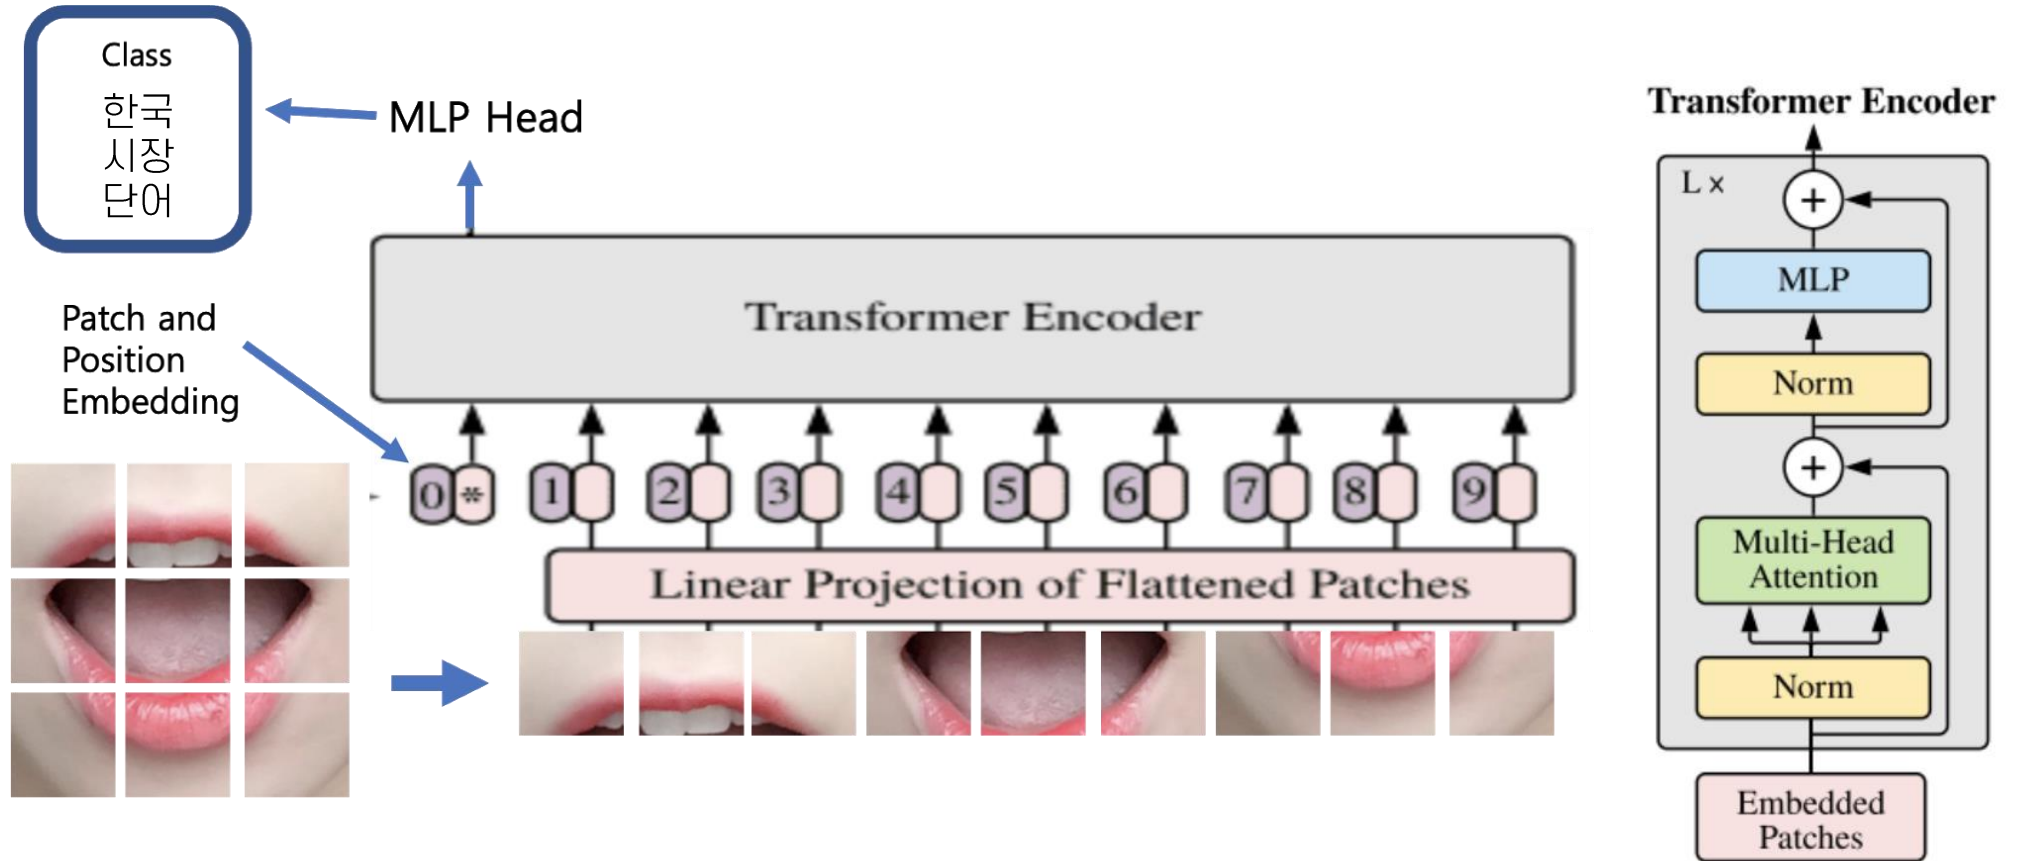 Class
한국
시장
단어
MLP Head
Patch and
Position
Embedding
Transformer Encoder
0 * 1 2 3 4 5 6 7 8 9
Linear Projection of Flattened Patches
Transformer Encoder
L ×
+
MLP
Norm
+
Multi-Head
Attention
Norm
Embedded
Patches